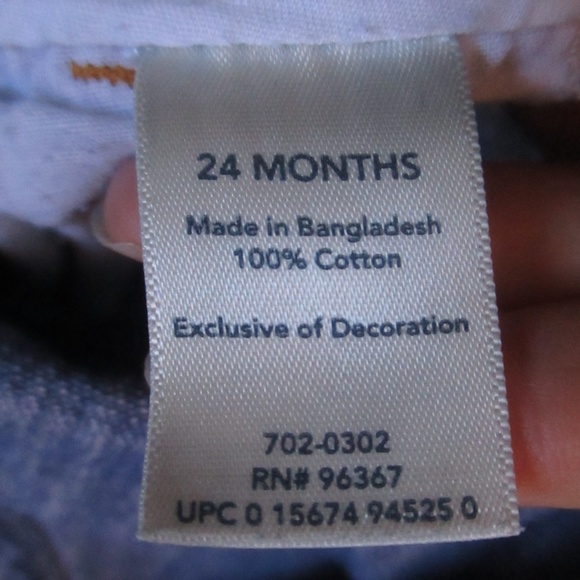 24 MONTHS
Made in Bangladesh
100% Cotton
Exclusive of Decoration
702-0302
RN# 96367
UPC 0 15674 94525 0